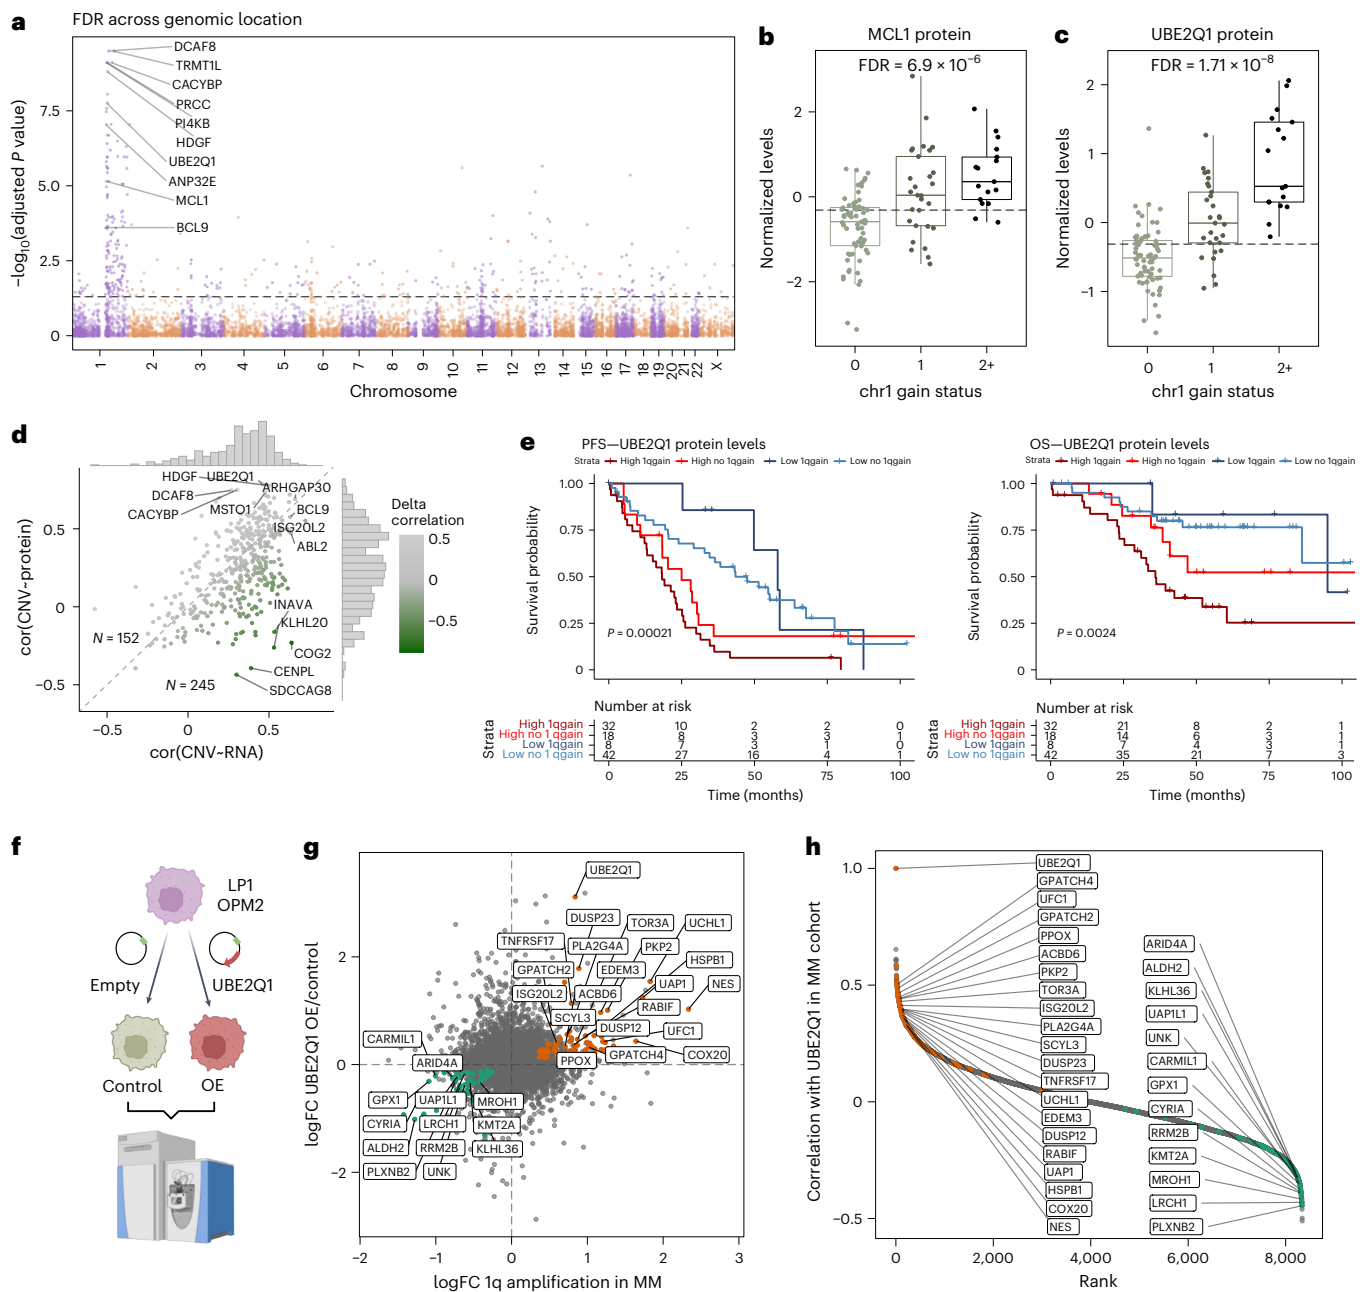 a
FDR across genomic location
−log10(adjusted P value)
7.5
5.0
2.5
0
DCAF8
TRMT1L
CACYBP
PRCC
PI4KB
HDGF
UBE2Q1
ANP32E
MCL1
BCL9
1 2 3 4 5 6 7 8 9 10 11 12 13 14 15 16 17 18 19 20 21 22 X
Chromosome
b
MCL1 protein
FDR = 6.9 × 10−6
Normalized levels
2
0
−2
0 1 2+
chr1 gain status
c
UBE2Q1 protein
FDR = 1.71 × 10−8
Normalized levels
2
1
0
−1
0 1 2+
chr1 gain status
d
HDGF
UBE2Q1
ARHGAP30
DCAF8
CACYBP
MSTO1
BCL9
ISG20L2
ABL2
INAVA
KLHL20
COG2
CENPL
SDCCAG8
N = 152
N = 245
cor(CNV~protein)
0.5
0
−0.5
−0.5 0 0.5
cor(CNV~RNA)
Delta
correlation
0.5
0
−0.5
e
PFS—UBE2Q1 protein levels
Strata High 1qgain High no 1qgain Low 1qgain Low no 1qgain
Survival probability
1.00
0.75
0.50
0.25
0
P = 0.00021
Number at risk
Strata
High 1qgain 32 10 2 2 0
High no 1 qgain 18 8 3 3 1
Low 1qgain 8 7 3 1 0
Low no 1 qgain 42 27 16 4 1
0 25 50 75 100
Time (months)
OS—UBE2Q1 protein levels
Strata High 1qgain High no 1qgain Low 1qgain Low no 1qgain
Survival probability
1.00
0.75
0.50
0.25
0
P = 0.0024
Number at risk
Strata
High 1qgain 32 21 8 2 1
High no 1qgain 18 14 6 3 1
Low 1qgain 8 7 4 3 1
Low no 1qgain 42 35 21 7 3
0 25 50 75 100
Time (months)
f
LP1
OPM2
Empty
UBE2Q1
Control
OE
g
logFC UBE2Q1 OE/control
2
0
−2
UBE2Q1
DUSP23
TOR3A
UCHL1
TNFRSF17
PLA2G4A
PKP2
HSPB1
GPATCH2
EDEM3
UAP1
NES
ISG20L2
ACBD6
RABIF
SCYL3
DUSP12
UFC1
CARMIL1
ARID4A
PPOX
GPATCH4
COX20
GPX1
UAP1L1
MROH1
CYRIA
LRCH1
KMT2A
ALDH2
RRM2B
KLHL36
PLXNB2
UNK
−2 −1 0 1 2 3
logFC 1q amplification in MM
h
Correlation with UBE2Q1 in MM cohort
1.0
0.5
0
−0.5
UBE2Q1
GPATCH4
UFC1
GPATCH2
PPOX
ACBD6
PKP2
TOR3A
ISG20L2
PLA2G4A
SCYL3
DUSP23
TNFRSF17
UCHL1
EDEM3
DUSP12
RABIF
UAP1
HSPB1
COX20
NES
ARID4A
ALDH2
KLHL36
UAP1L1
UNK
CARMIL1
GPX1
CYRIA
RRM2B
KMT2A
MROH1
LRCH1
PLXNB2
0 2,000 4,000 6,000 8,000
Rank